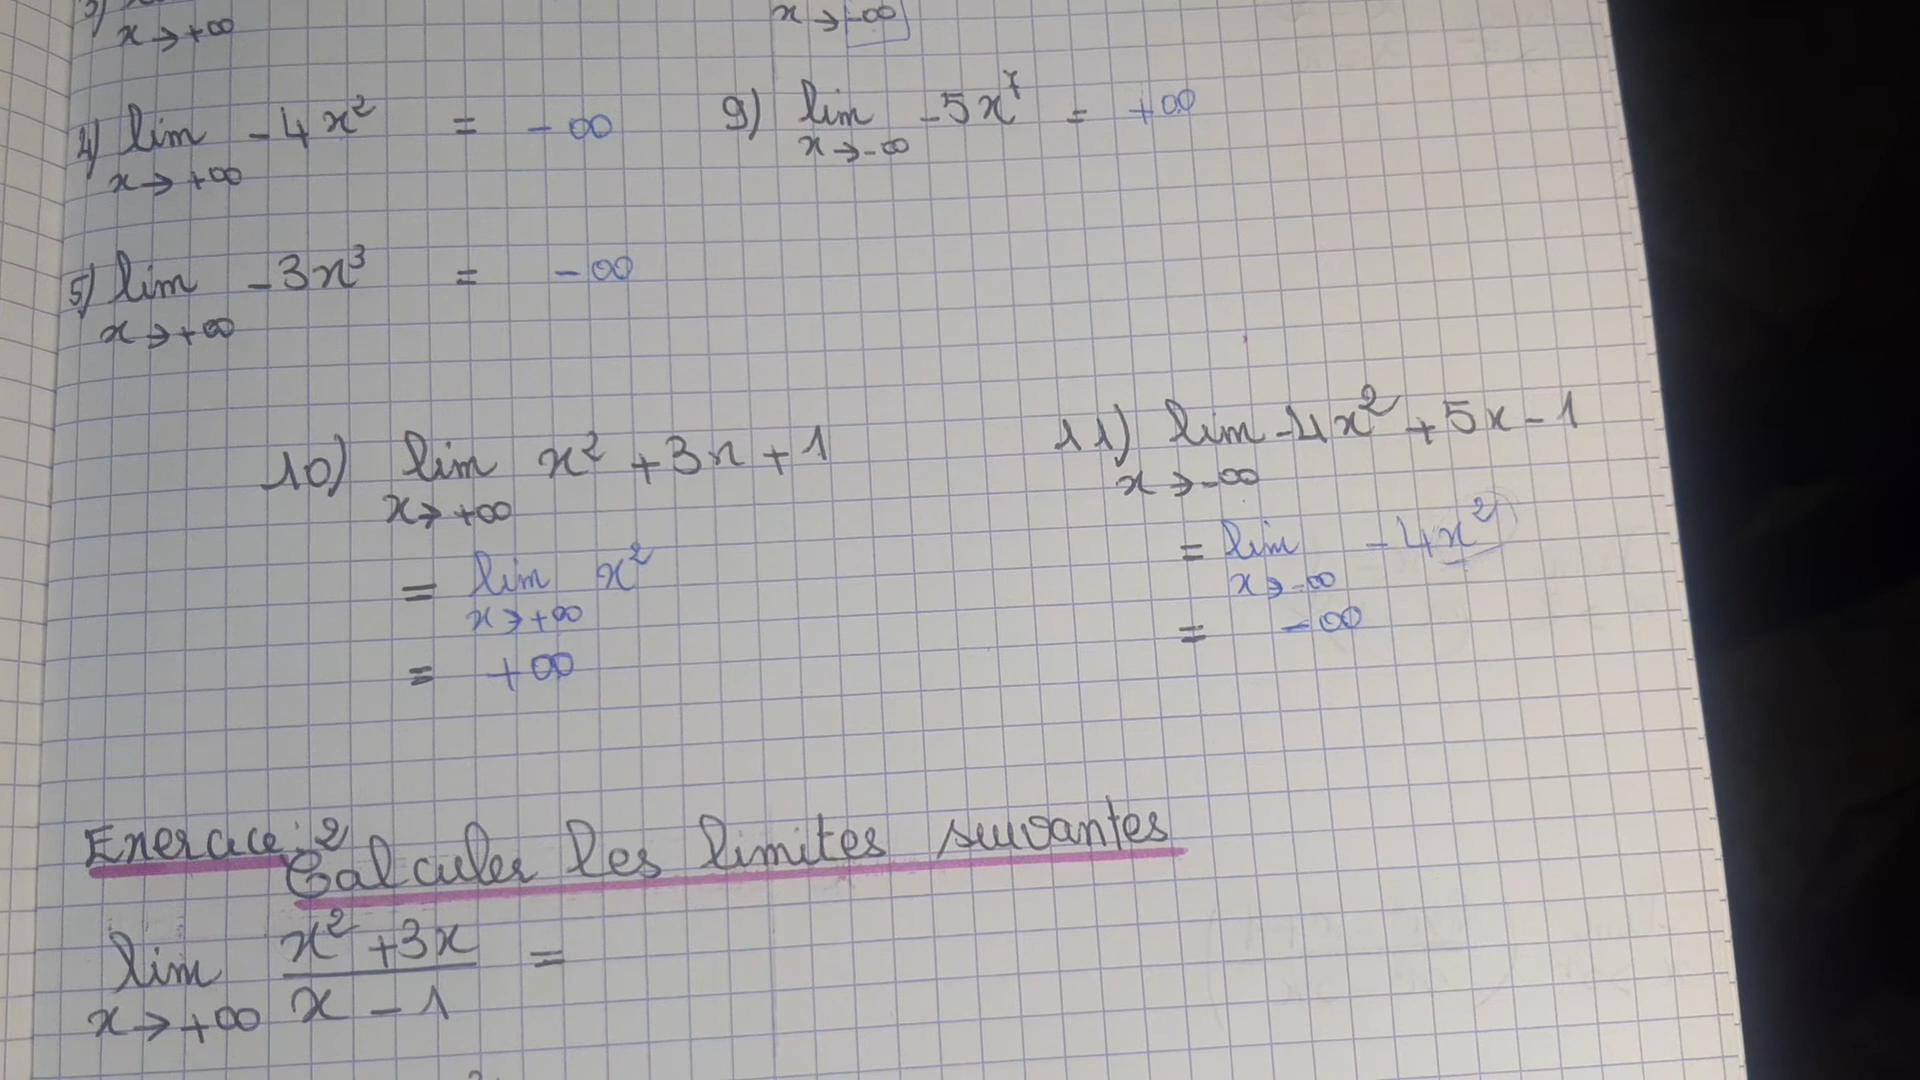 x→+∞
x→-∞
4) lim -4x² = -∞
x→+∞
9) lim -5x⁷ = +∞
x→-∞
5) lim -3x³ = -∞
x→+∞
10) lim x² +3x +1
x→+∞
= lim x²
x→+∞
= +∞
11) lim -4x² +5x -1
x→-∞
= lim -4x²
x→-∞
= -∞
Exercice: 2
Calculer les limites suivantes
lim x² +3x / x - 1 =
x→+∞